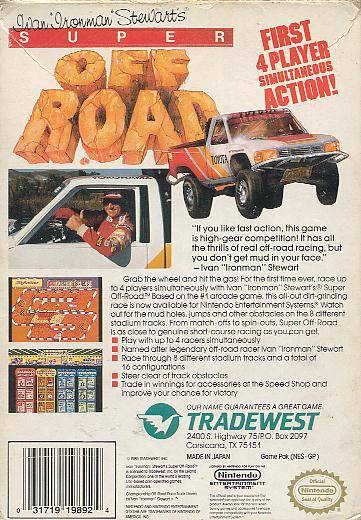 Ivan "Ironman" Stewart's
SUPER
OFF
ROAD
FIRST
4 PLAYER
SIMULTANEOUS
ACTION!
TOYOTA
"If you like fast action, this game
is high-gear competition! It has all
the thrills of real off-road racing, but
you don't get mud in your face."
—Ivan "Ironman" Stewart
Grab the wheel and hit the gas! For the first time ever, race up
to 4 players simultaneously with Ivan "Ironman" Stewart's® Super
Off-Road.™ Based on the #1 arcade game, this all-out dirt-grinding
race is now available for Nintendo Entertainment Systems.® Watch
out for the mud holes, jumps and other obstacles on the 8 different
stadium tracks. From match-offs to spin-outs, Super Off-Road
is as close to genuine short-course racing as you can get.
■ Play with up to 4 racers simultaneously
■ Named after legendary off-road racer Ivan "Ironman" Stewart
■ Race through 8 different stadium tracks and a total of
16 configurations
■ Steer clear of track obstacles
■ Trade in winnings for accessories at the Speed Shop and
improve your chance for victory
OUR NAME GUARANTEES A GREAT GAME.
TRADEWEST
2400 S. Highway 75/P.O. Box 2097
Corsicana, TX 75151
MADE IN JAPAN Game Pak (NES-GP)
LICENSED BY NINTENDO FOR PLAY ON THE
Nintendo
ENTERTAINMENT
SYSTEM
Official
Nintendo
Seal of Quality
0 31719 19892 4